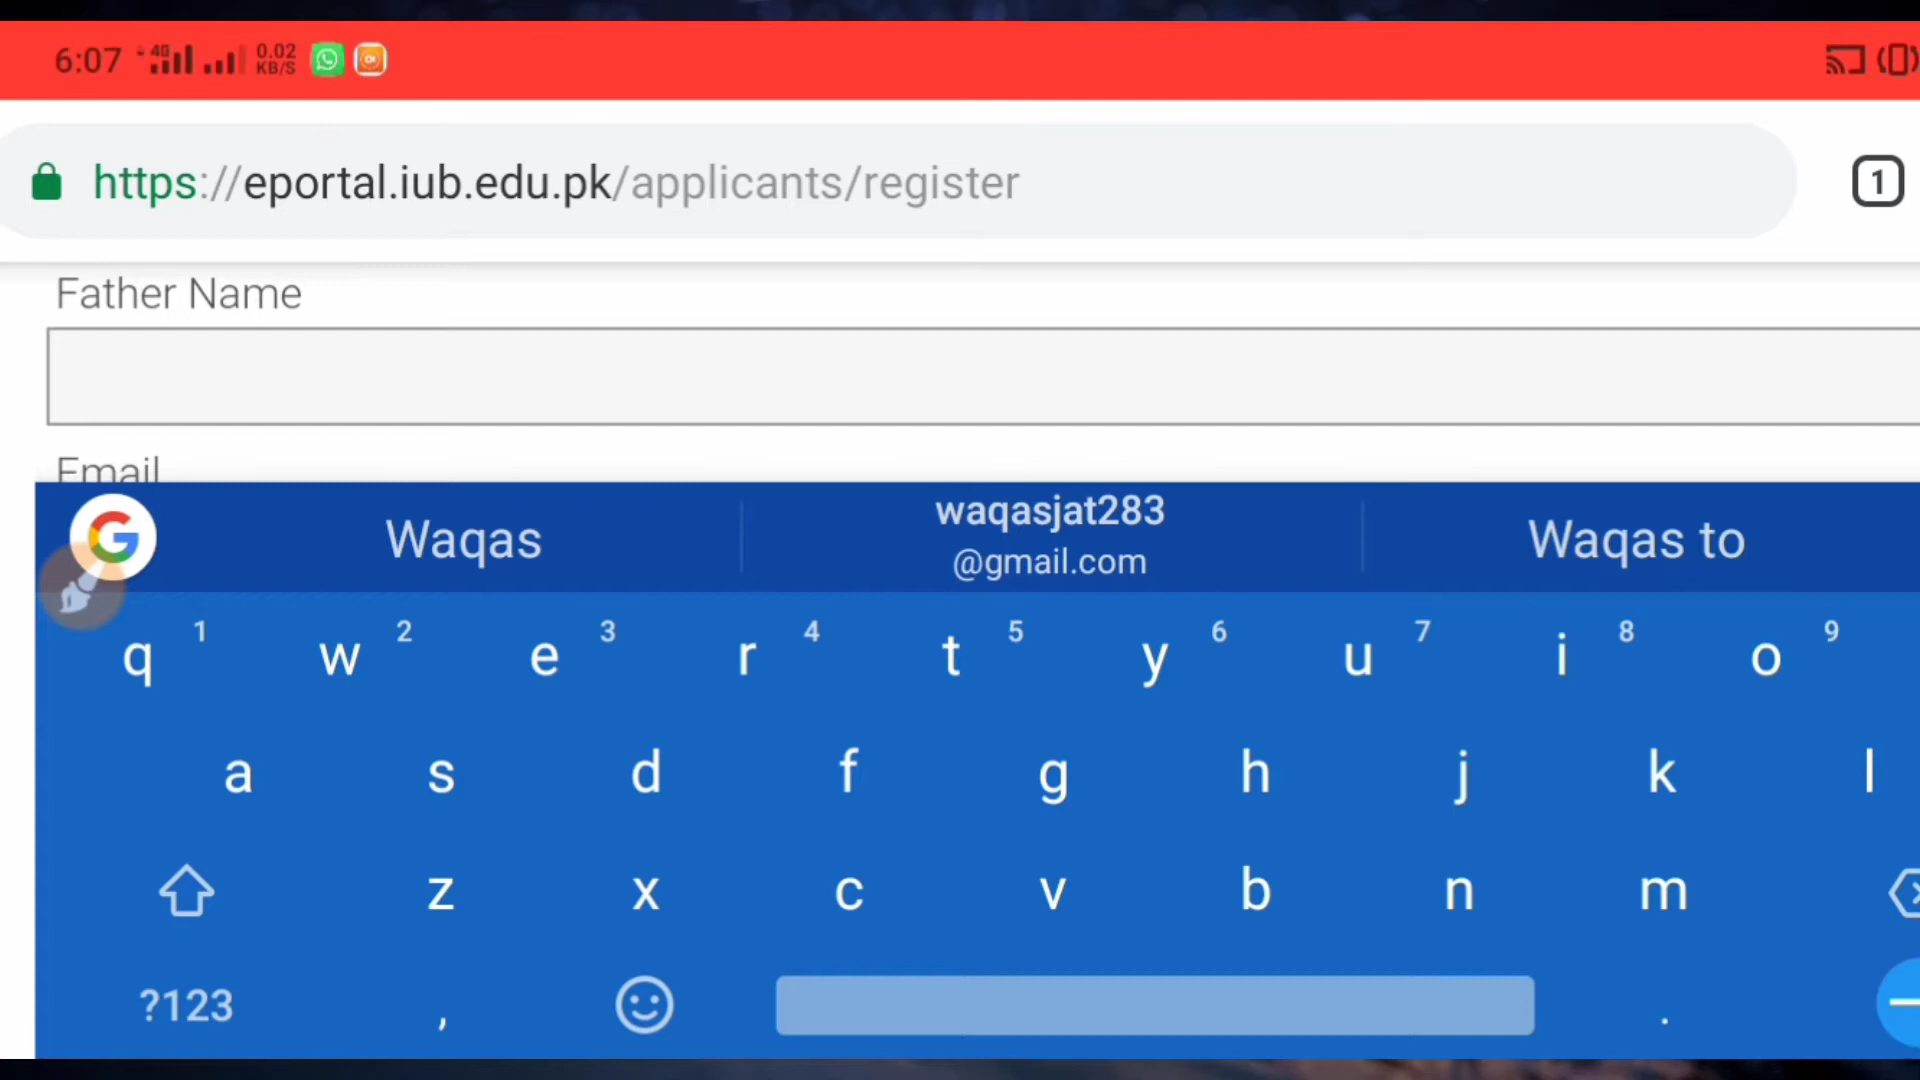 6:07 4G 0.02 KB/S
https://eportal.iub.edu.pk/applicants/register 1
Father Name
Email
Waqas waqasjat283@gmail.com Waqas to
q 1 w 2 e 3 r 4 t 5 y 6 u 7 i 8 o 9
a s d f g h j k l
z x c v b n m
?123 , .